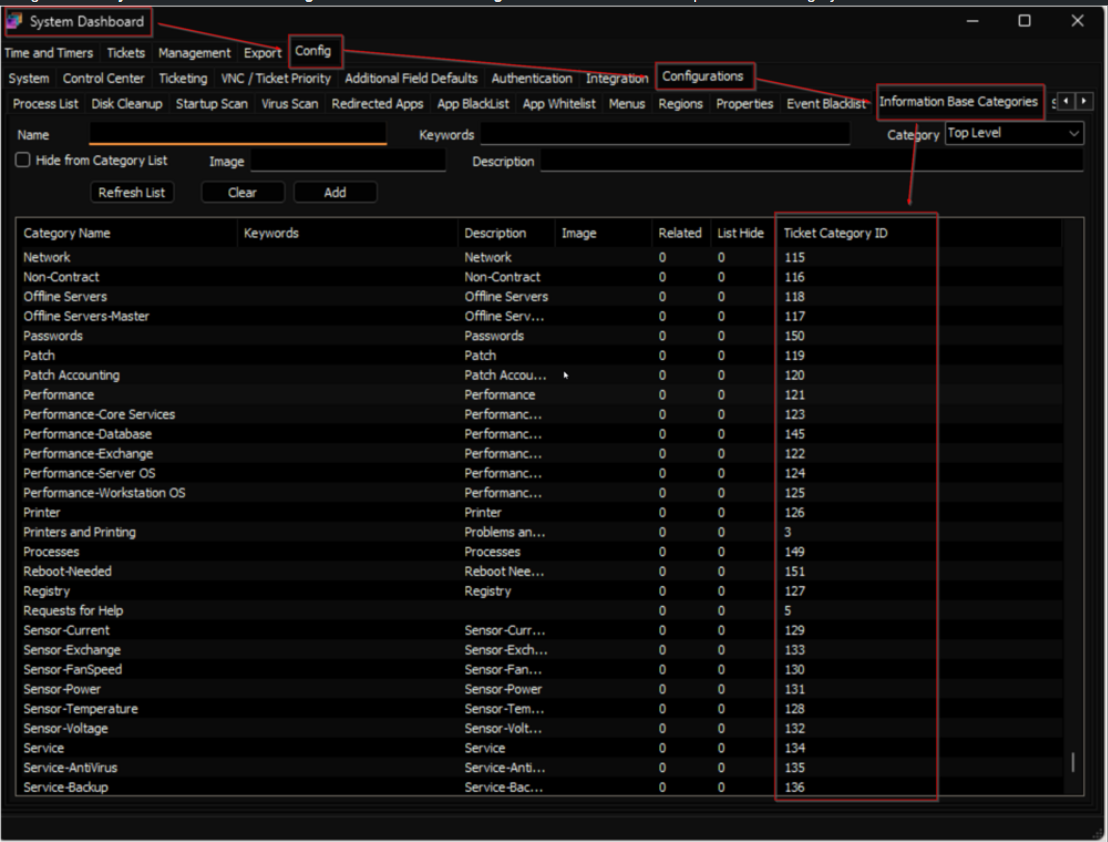 System Dashboard
Time and Timers Tickets Management Export Config
System Control Center Ticketing VNC / Ticket Priority Additional Field Defaults Authentication Integration Configurations
Process List Disk Cleanup Startup Scan Virus Scan Redirected Apps App BlackList App Whitelist Menus Regions Properties Event Blacklist Information Base Categories
Name Keywords Category Top Level
Hide from Category List Image Description
Refresh List Clear Add
Category Name Keywords Description Image Related List Hide Ticket Category ID
Network Network 0 0 115
Non-Contract Non-Contract 0 0 116
Offline Servers Offline Servers 0 0 118
Offline Servers-Master Offline Serv... 0 0 117
Passwords Passwords 0 0 150
Patch Patch 0 0 119
Patch Accounting Patch Accou... 0 0 120
Performance Performance 0 0 121
Performance-Core Services Performanc... 0 0 123
Performance-Database Performanc... 0 0 145
Performance-Exchange Performanc... 0 0 122
Performance-Server OS Performanc... 0 0 124
Performance-Workstation OS Performanc... 0 0 125
Printer Printer 0 0 126
Printers and Printing Problems an... 0 0 3
Processes Processes 0 0 149
Reboot-Needed Reboot Nee... 0 0 151
Registry Registry 0 0 127
Requests for Help 0 0 5
Sensor-Current Sensor-Curr... 0 0 129
Sensor-Exchange Sensor-Exch... 0 0 133
Sensor-FanSpeed Sensor-Fan... 0 0 130
Sensor-Power Sensor-Power 0 0 131
Sensor-Temperature Sensor-Tem... 0 0 128
Sensor-Voltage Sensor-Volt... 0 0 132
Service Service 0 0 134
Service-AntiVirus Service-Anti... 0 0 135
Service-Backup Service-Bac... 0 0 136